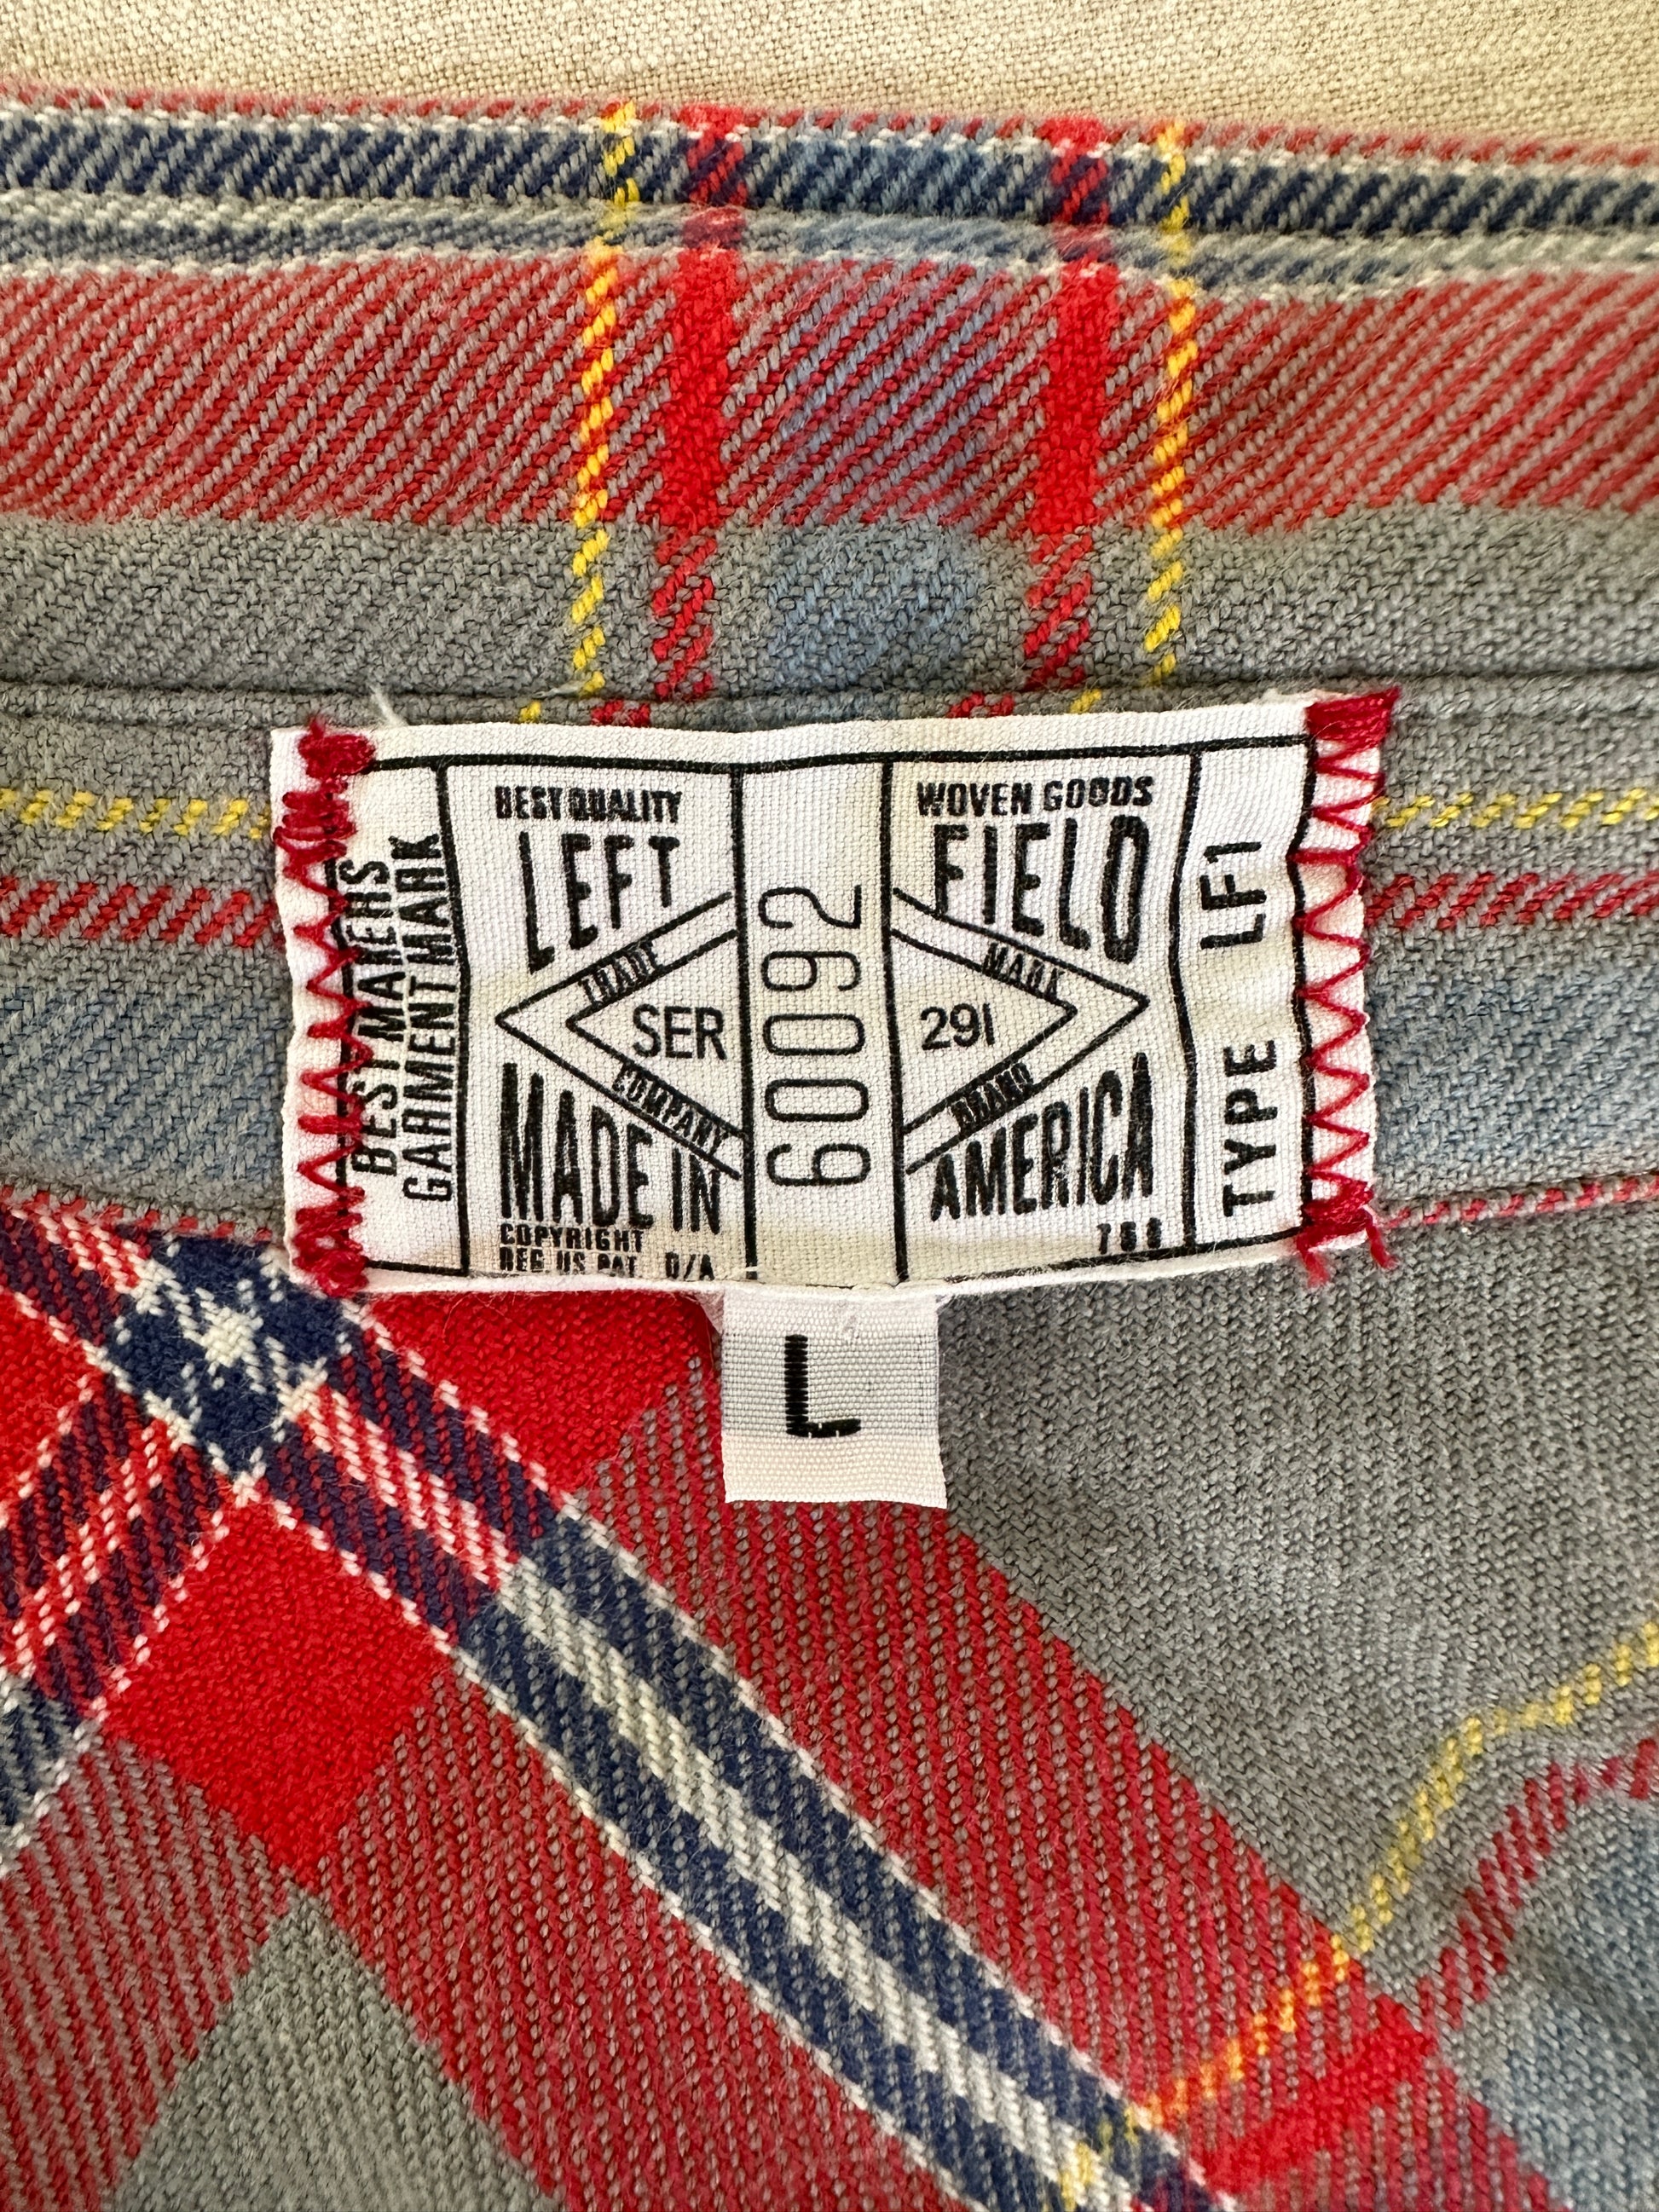 BEST MAKERS
GARMENT MARK
BEST QUALITY
LEFT
TRADE
SER
COMPANY
MADE IN
COPYRIGHT
REG US PAT D/A
60092
WOVEN GOODS
FIELD
MARK
291
BRAND
AMERICA
TYPE LF1
L